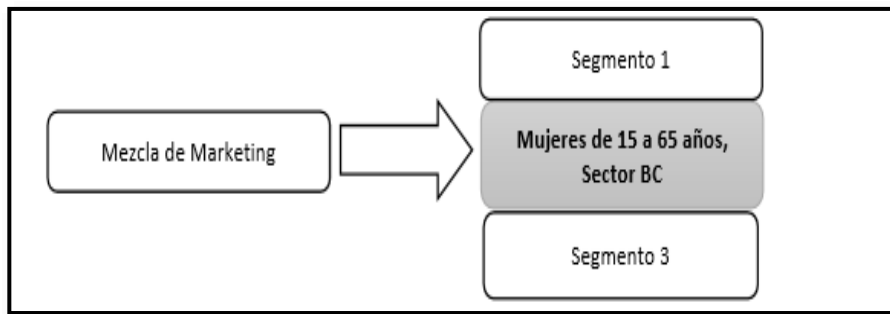 Mezcla de Marketing
Segmento 1
Mujeres de 15 a 65 años,
Sector BC
Segmento 3